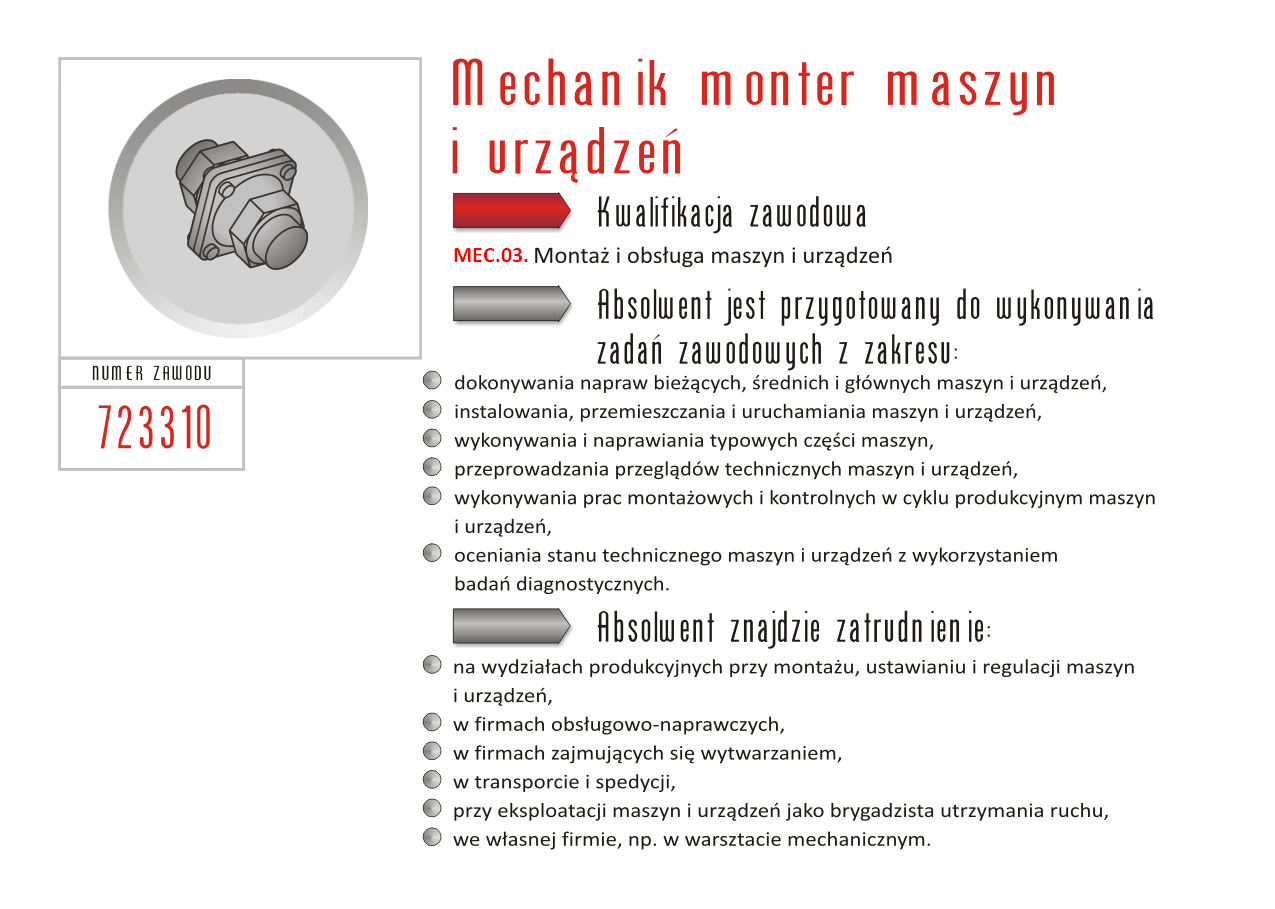 Mechanik monter maszyn
i urządzeń
Kwalifikacja zawodowa
MEC.03. Montaż i obsługa maszyn i urządzeń
Absolwent jest przygotowany do wykonywania
zadań zawodowych z zakresu:
NUMER ZAWODU
723310
dokonywania napraw bieżących, średnich i głównych maszyn i urządzeń,
instalowania, przemieszczania i uruchamiania maszyn i urządzeń,
wykonywania i naprawiania typowych części maszyn,
przeprowadzania przeglądów technicznych maszyn i urządzeń,
wykonywania prac montażowych i kontrolnych w cyklu produkcyjnym maszyn
i urządzeń,
oceniania stanu technicznego maszyn i urządzeń z wykorzystaniem
badań diagnostycznych.
Absolwent znajdzie zatrudnienie:
na wydziałach produkcyjnych przy montażu, ustawianiu i regulacji maszyn
i urządzeń,
w firmach obsługowo-naprawczych,
w firmach zajmujących się wytwarzaniem,
w transporcie i spedycji,
przy eksploatacji maszyn i urządzeń jako brygadzista utrzymania ruchu,
we własnej firmie, np. w warsztacie mechanicznym.